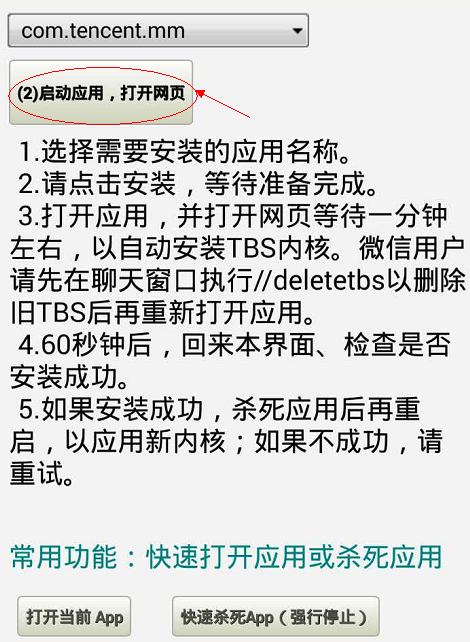 com.tencent.mm
(2)启动应用，打开网页
1.选择需要安装的应用名称。
2.请点击安装，等待准备完成。
3.打开应用，并打开网页等待一分钟
左右，以自动安装TBS内核。微信用户
请先在聊天窗口执行//deletetbs以删除
旧TBS后再重新打开应用。
4.60秒钟后，回来本界面、检查是否
安装成功。
5.如果安装成功，杀死应用后再重
启，以应用新内核；如果不成功，请
重试。
常用功能：快速打开应用或杀死应用
打开当前 App
快速杀死App（强行停止）